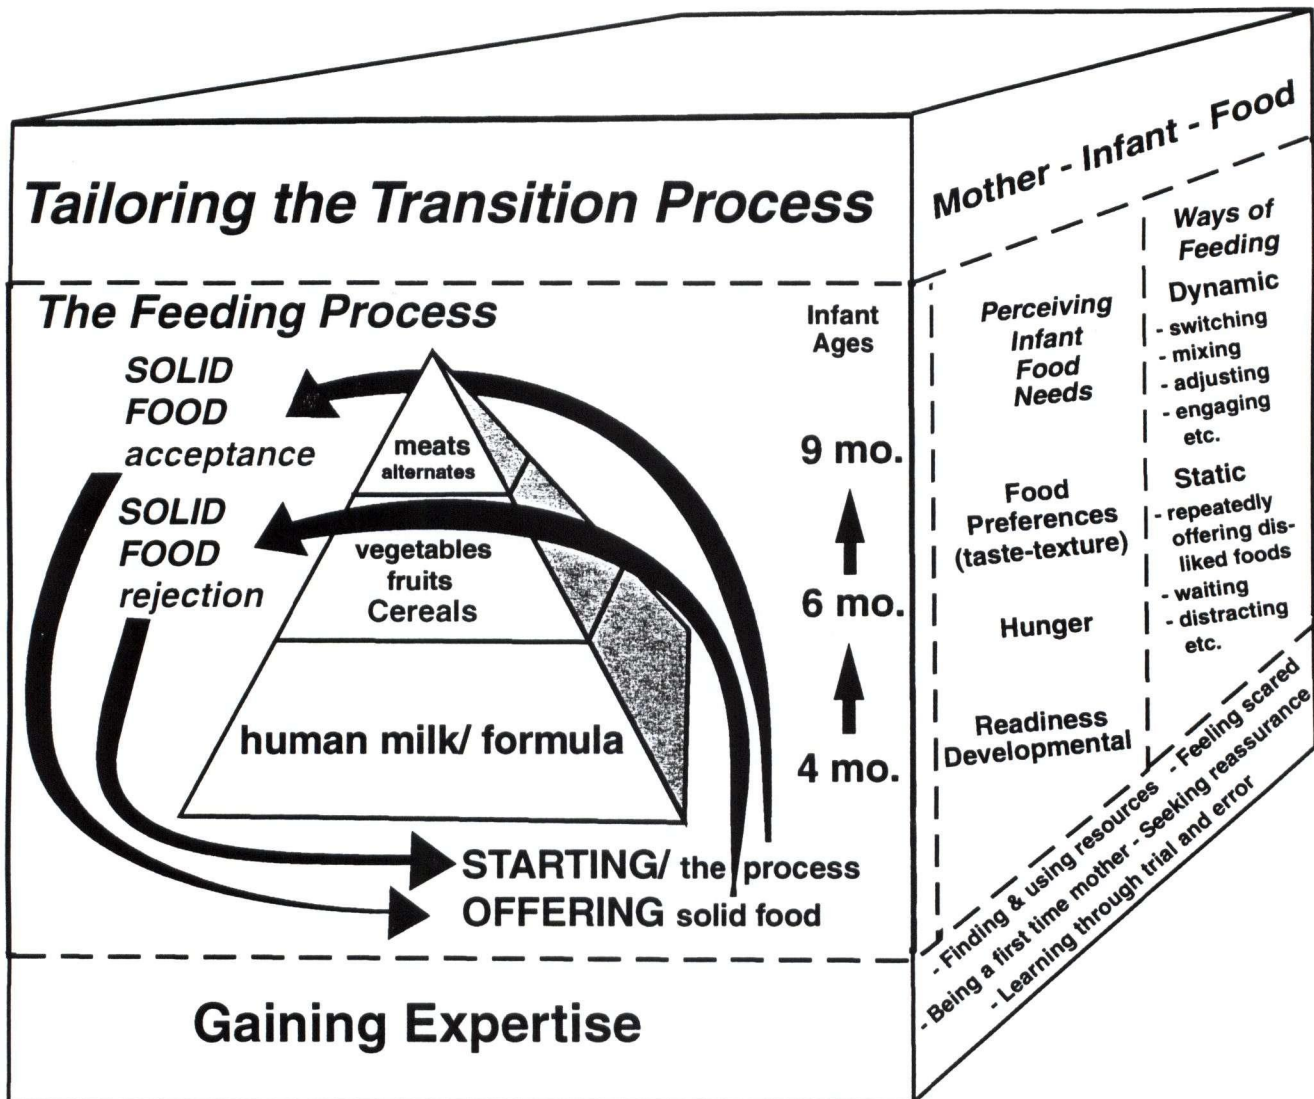 Tailoring the Transition Process
The Feeding Process
SOLID
FOOD
acceptance
SOLID
FOOD
rejection
meats
alternates
vegetables
fruits
Cereals
human milk/ formula
STARTING/ the process
OFFERING solid food
Infant
Ages
9 mo.
6 mo.
4 mo.
Gaining Expertise
Mother - Infant - Food
Perceiving
Infant
Food
Needs
Food
Preferences
(taste-texture)
Hunger
Readiness
Developmental
Ways of
Feeding
Dynamic
- switching
- mixing
- adjusting
- engaging
etc.
Static
- repeatedly
offering dis-
liked foods
- waiting
- distracting
etc.
- Finding & using resources - Feeling scared
- Being a first time mother - Seeking reassurance
- Learning through trial and error